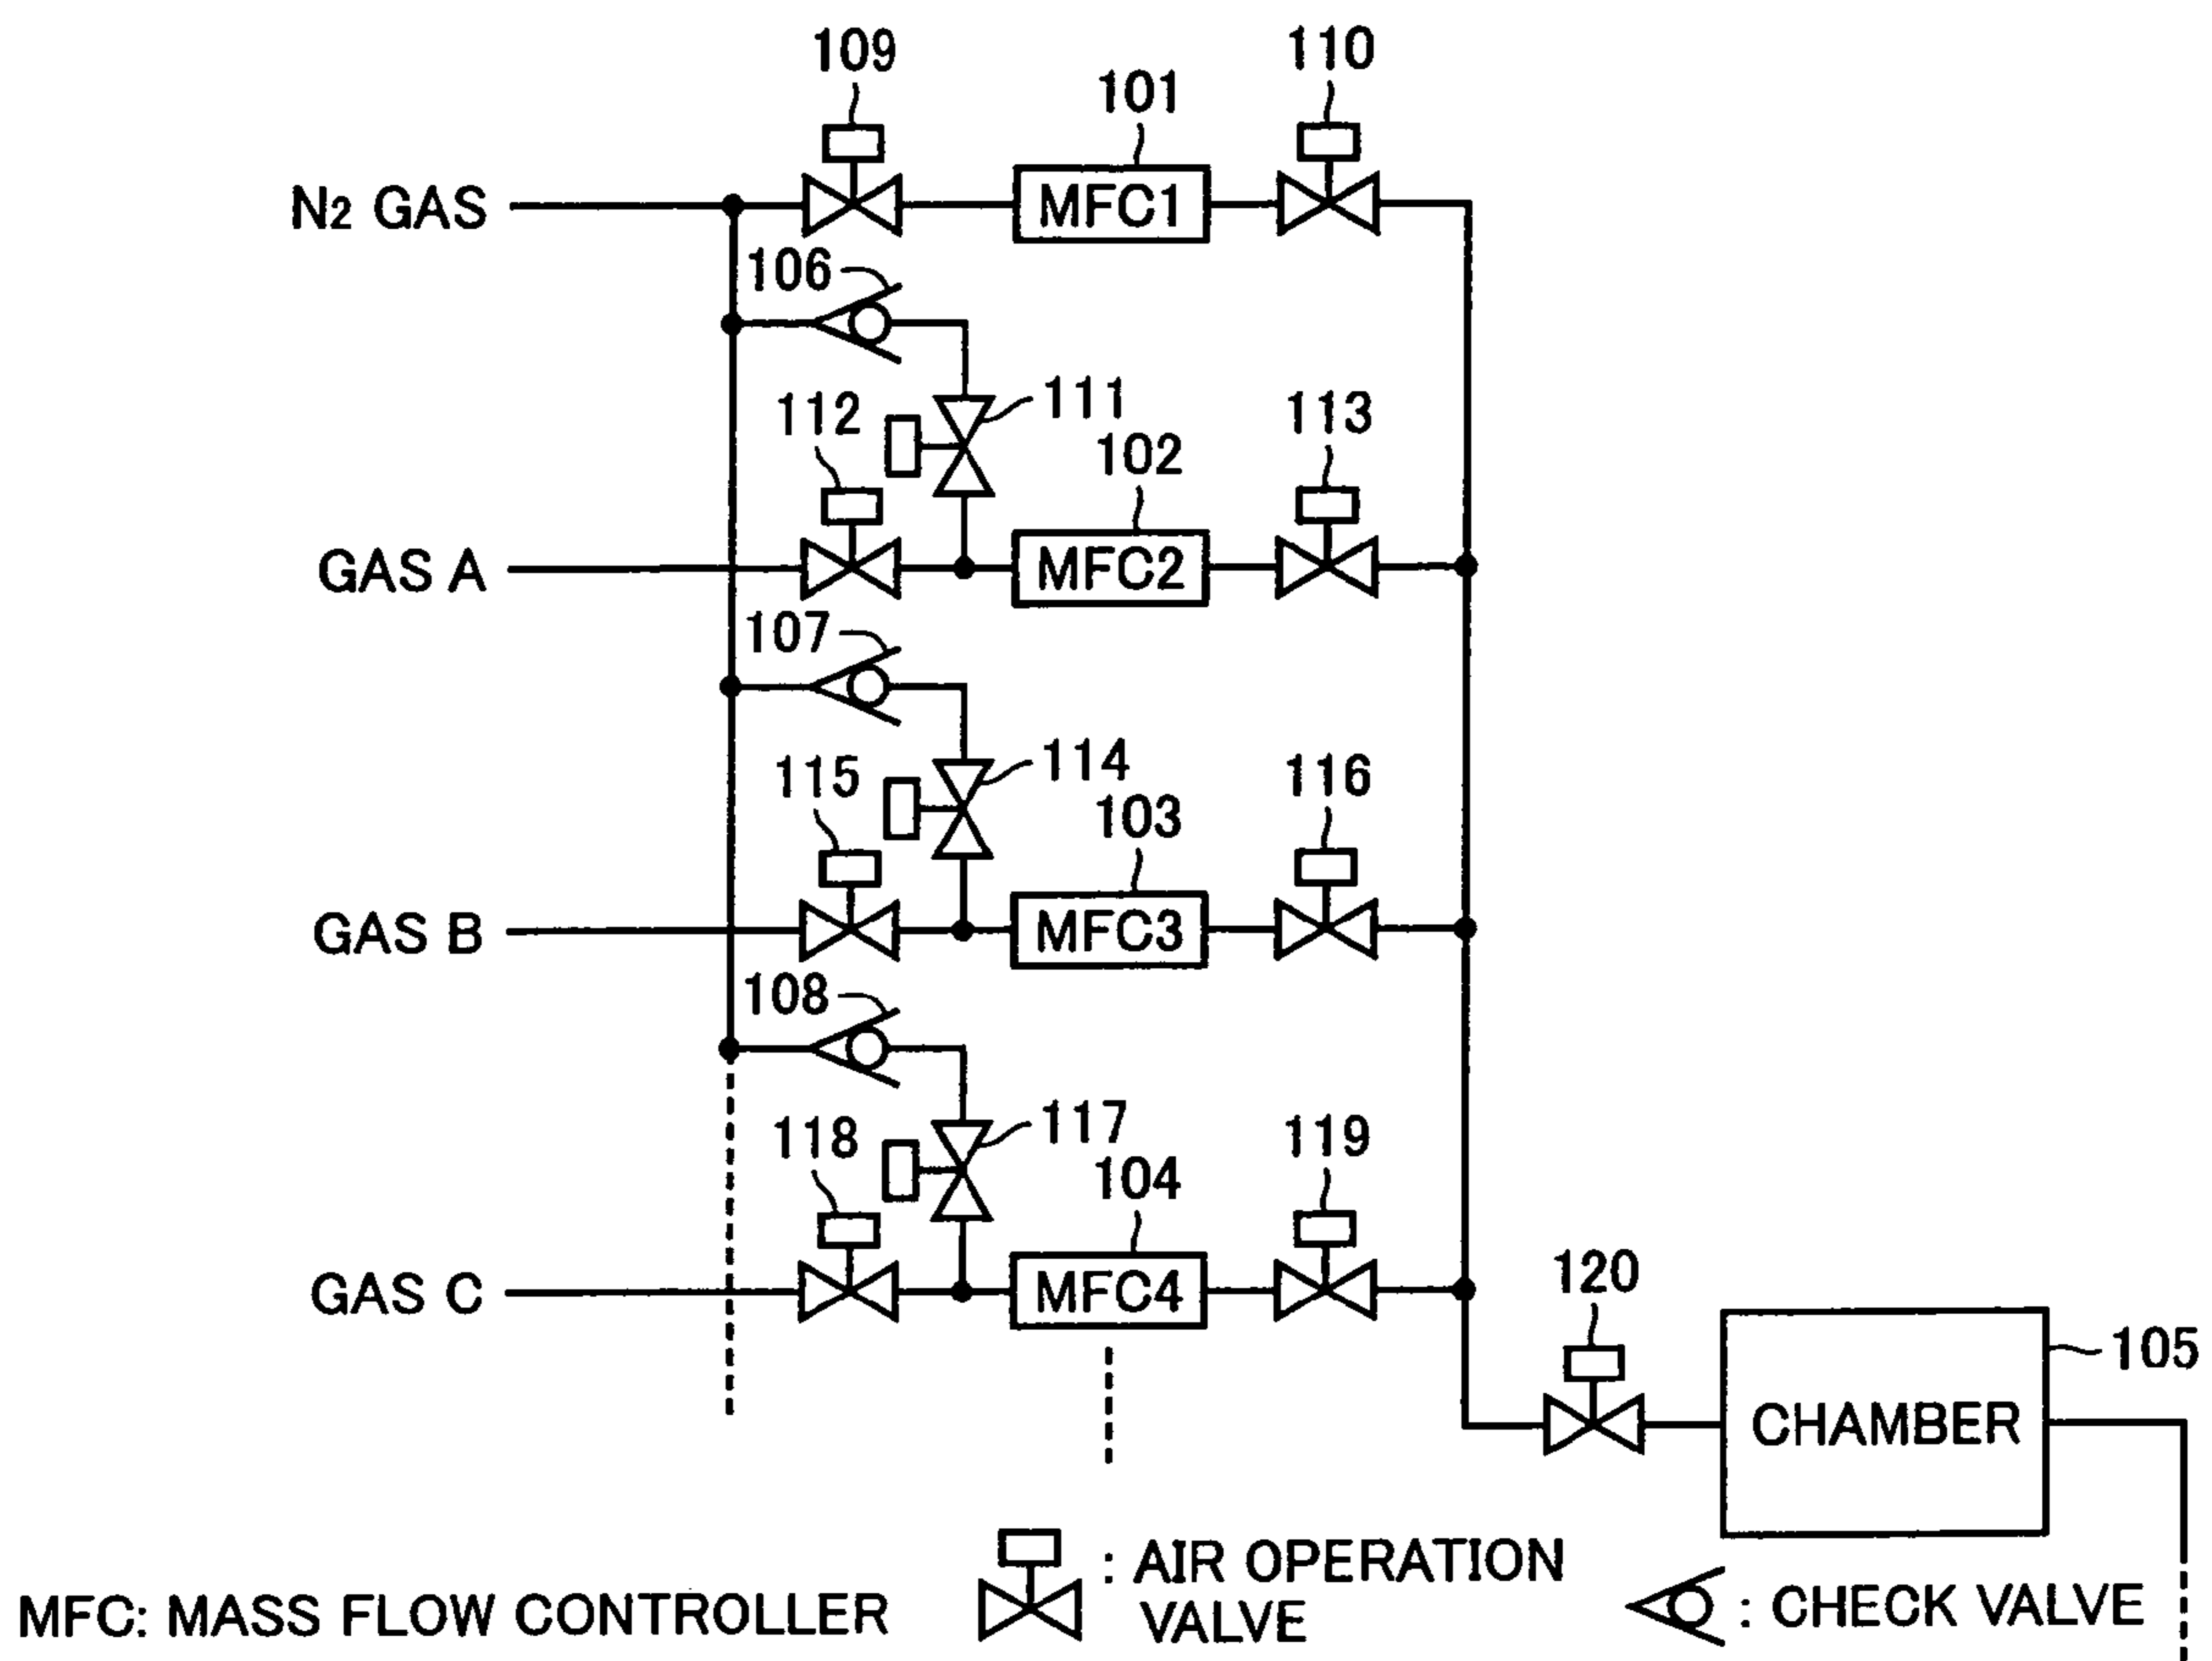 109
110
101
N2 GAS
MFC1
106
111
112
113
102
GAS A
MFC2
107
114
115
116
103
GAS B
MFC3
108
117
118
119
104
GAS C
MFC4
120
105
CHAMBER
: AIR OPERATION
VALVE
MFC: MASS FLOW CONTROLLER
: CHECK VALVE